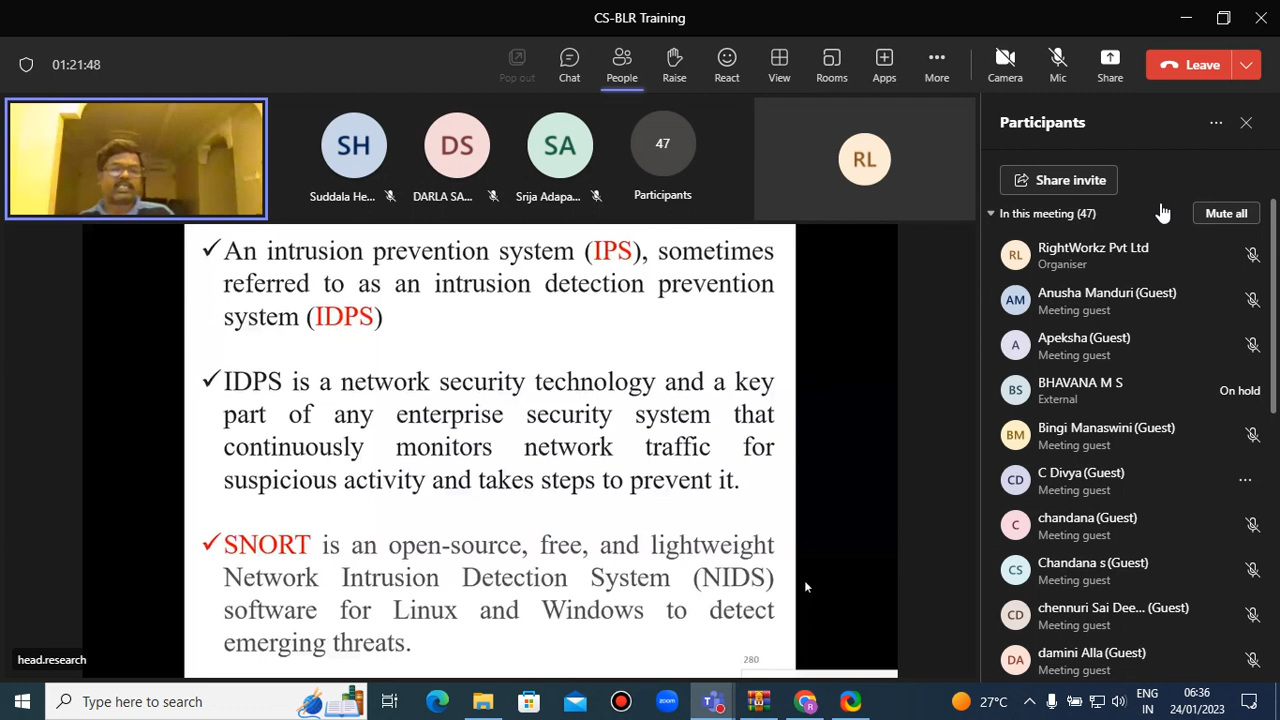 CS-BLR Training
01:21:48
Pop out
Chat
People
Raise
React
View
Rooms
Apps
More
Camera
Mic
Share
Leave
SH
Suddala He...
DS
DARLA SA...
SA
Srija Adapa...
47
Participants
RL
An intrusion prevention system (IPS), sometimes
referred to as an intrusion detection prevention
system (IDPS)
IDPS is a network security technology and a key
part of any enterprise security system that
continuously monitors network traffic for
suspicious activity and takes steps to prevent it.
SNORT is an open-source, free, and lightweight
Network Intrusion Detection System (NIDS)
software for Linux and Windows to detect
emerging threats.
280
head.research
Participants
Share invite
In this meeting (47)
Mute all
RL
RightWorkz Pvt Ltd
Organiser
AM
Anusha Manduri (Guest)
Meeting guest
A
Apeksha (Guest)
Meeting guest
BS
BHAVANA M S
External
On hold
BM
Bingi Manaswini (Guest)
Meeting guest
CD
C Divya (Guest)
Meeting guest
C
chandana (Guest)
Meeting guest
CS
Chandana s (Guest)
Meeting guest
CD
chennuri Sai Dee... (Guest)
Meeting guest
DA
damini Alla (Guest)
Meeting guest
Type here to search
zoom
27°C
ENG
IN
06:36
24/01/2023